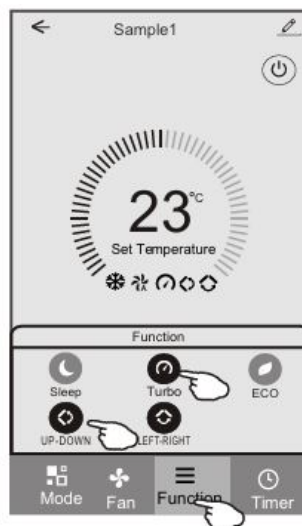 Sample1
23°C
Set Temperature
Function
Sleep Turbo ECO
UP-DOWN LEFT-RIGHT
Mode Fan Function Timer